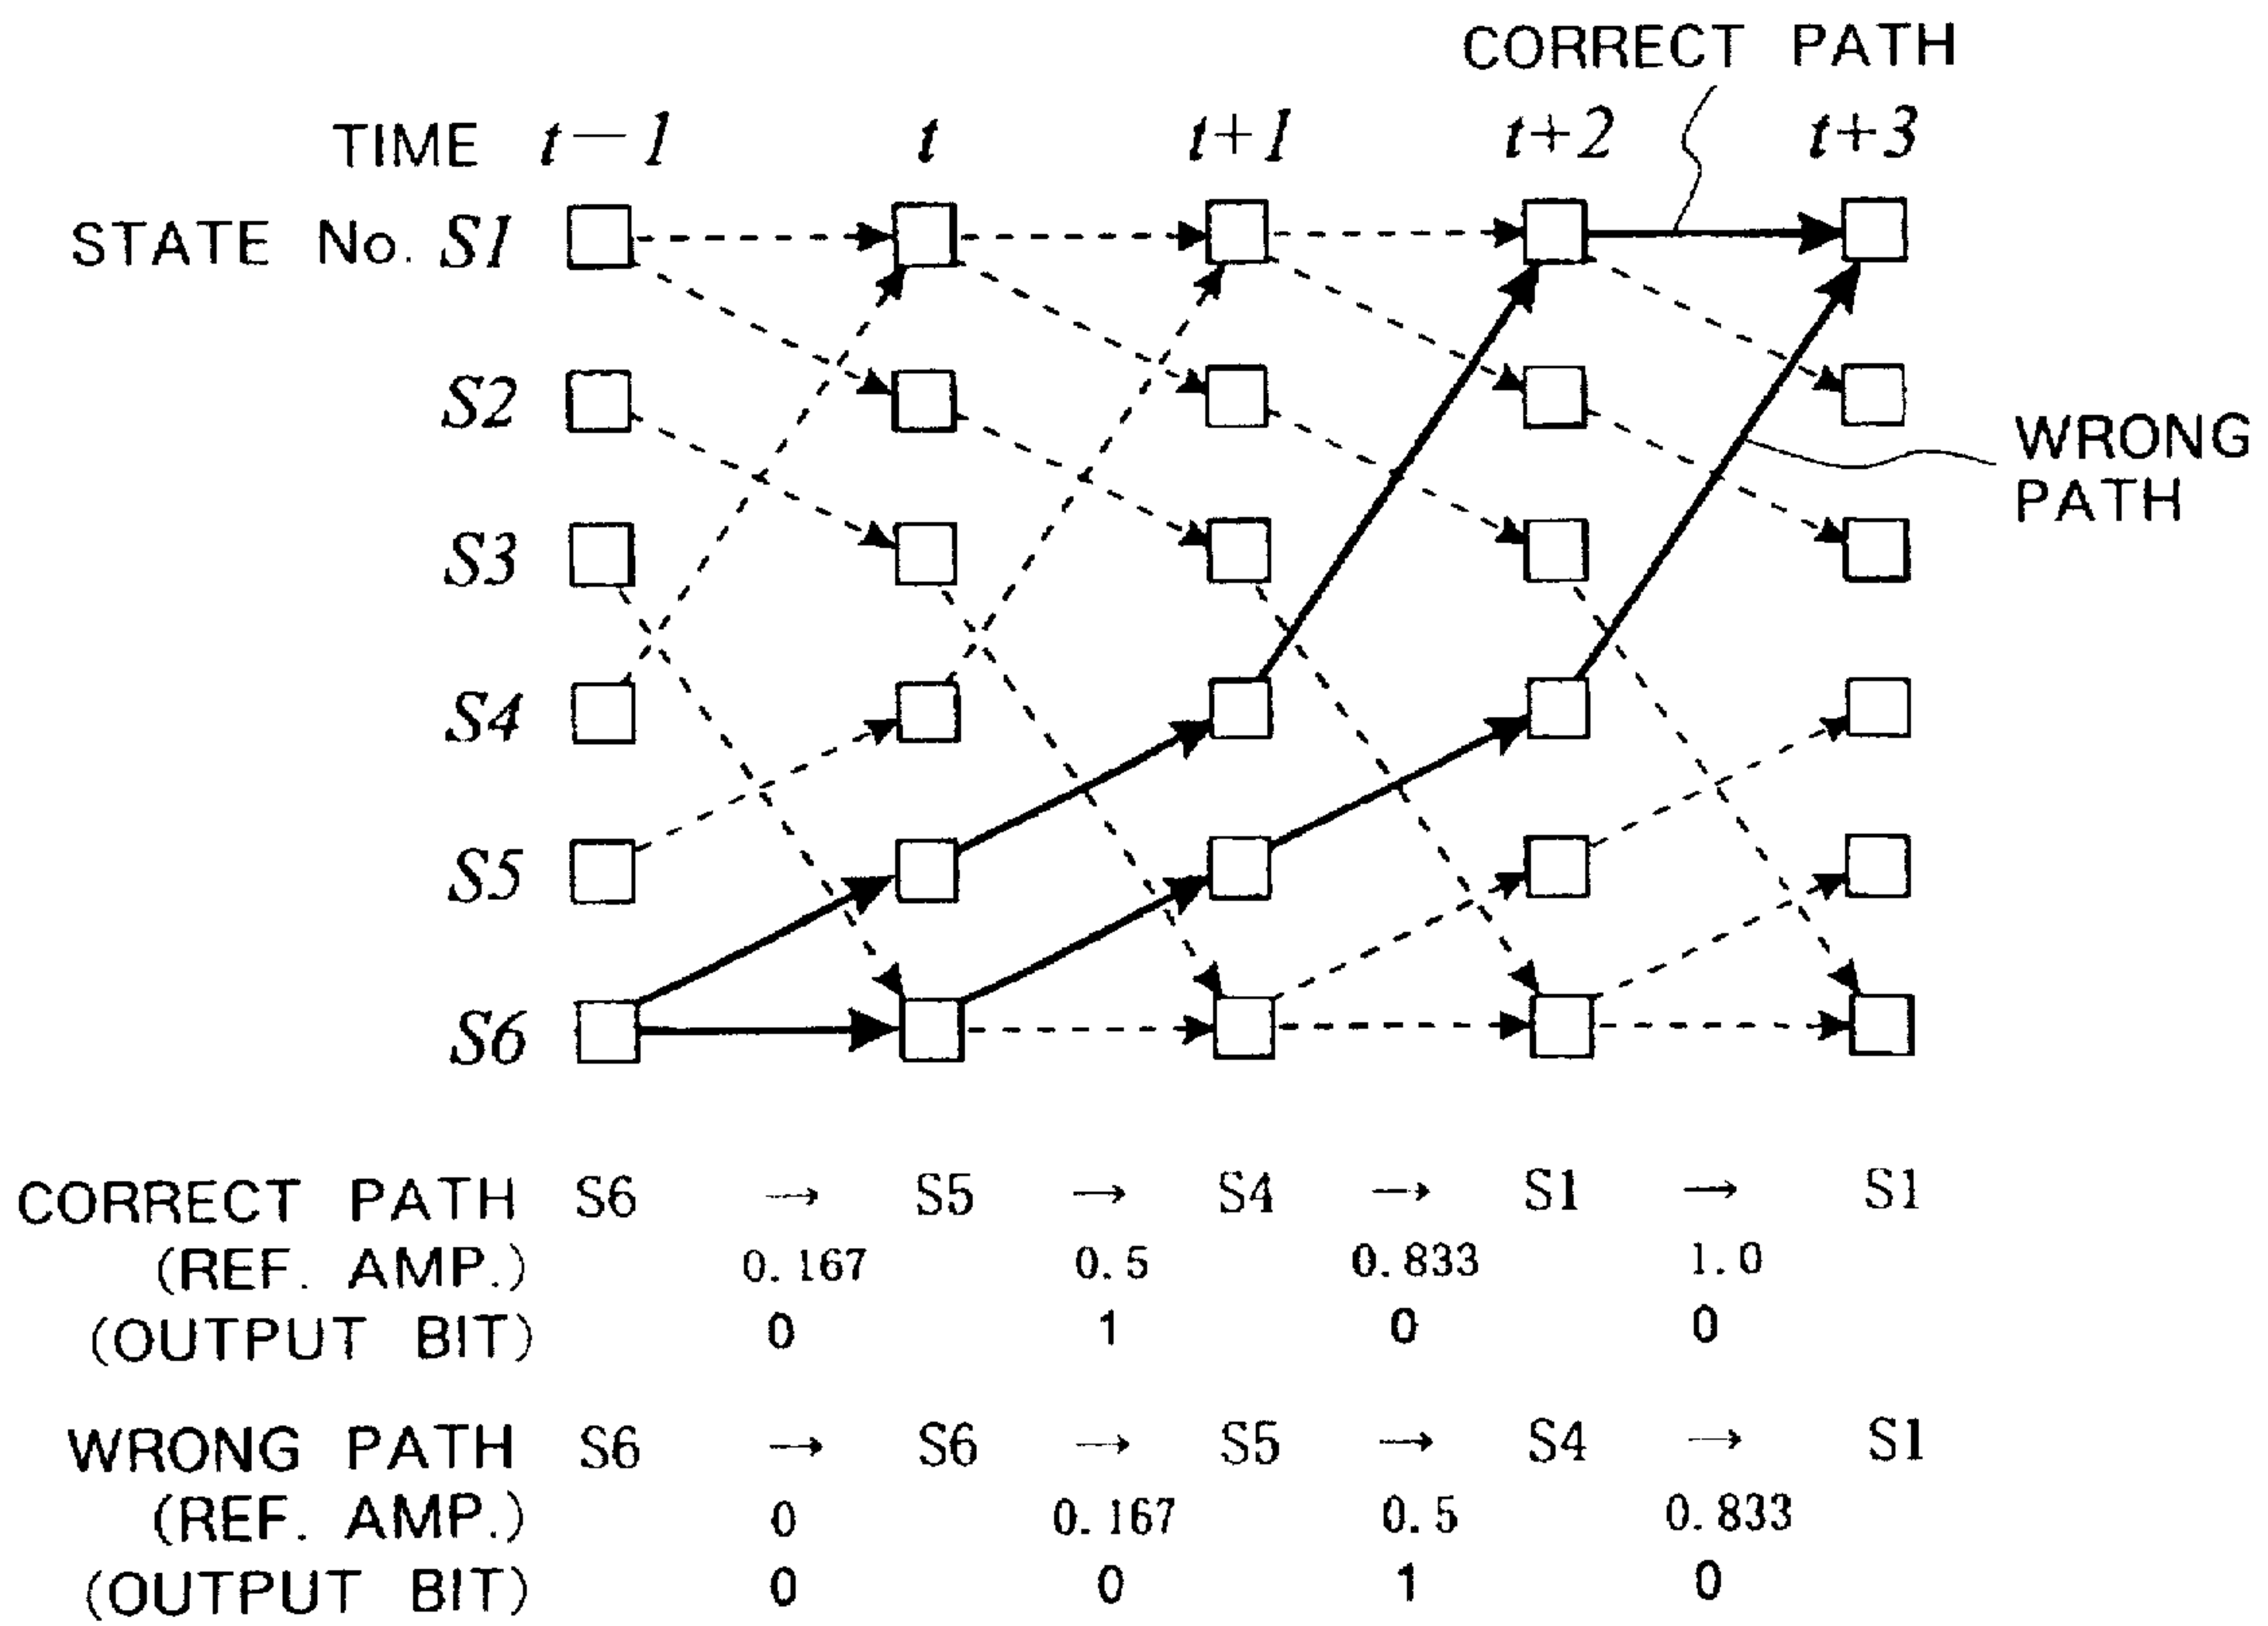 CORRECT PATH
TIME t−1 t t+1 t+2 t+3
STATE No. S1
S2
WRONG
PATH
S3
S4
S5
S6
CORRECT PATH S6 → S5 → S4 → S1 → S1
(REF. AMP.) 0.167 0.5 0.833 1.0
(OUTPUT BIT) 0 1 0 0
WRONG PATH S6 → S6 → S5 → S4 → S1
(REF. AMP.) 0 0.167 0.5 0.833
(OUTPUT BIT) 0 0 1 0